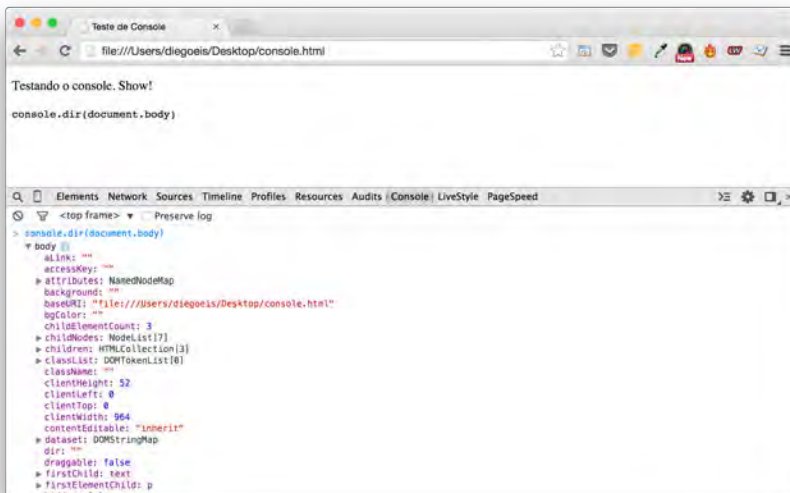 Teste de Console
file:///Users/diegoeis/Desktop/console.html
Testando o console. Show!
console.dir(document.body)
Elements Network Sources Timeline Profiles Resources Audits Console LiveStyle PageSpeed
<top frame> Preserve log
console.dir(document.body)
body
aLink: ""
accessKey: ""
attributes: NamedNodeMap
background: ""
baseURI: "file:///Users/diegoeis/Desktop/console.html"
bgColor: ""
childElementCount: 3
childNodes: NodeList[7]
children: HTMLCollection[3]
classList: DOMTokenList[0]
className: ""
clientHeight: 52
clientLeft: 0
clientTop: 0
clientWidth: 964
contentEditable: "inherit"
dataset: DOMStringMap
dir: ""
draggable: false
firstChild: text
firstElementChild: p